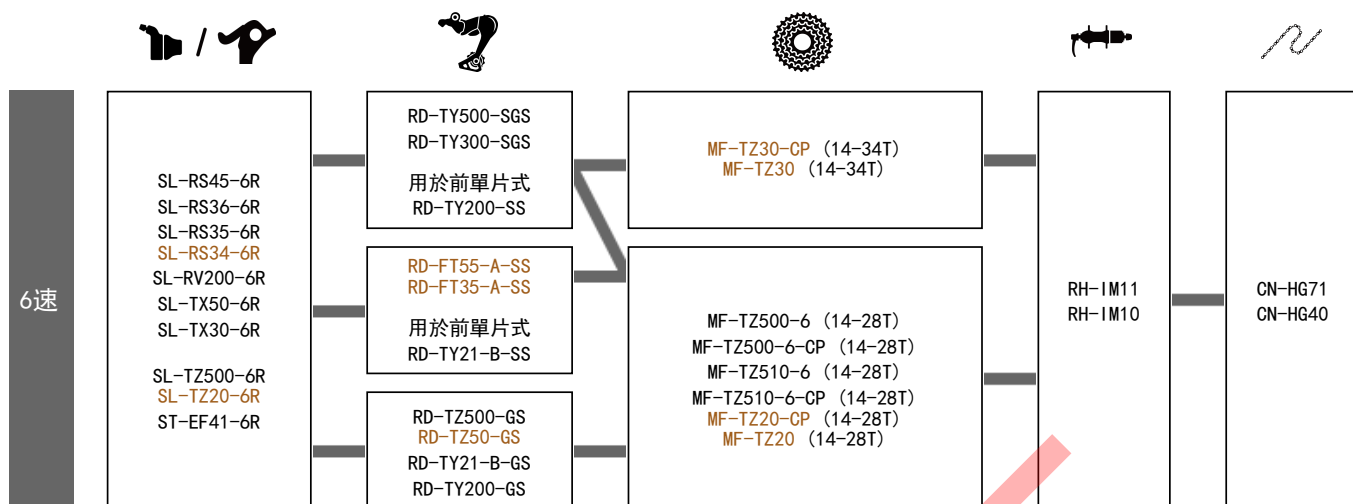 6速
SL-RS45-6R
SL-RS36-6R
SL-RS35-6R
SL-RS34-6R
SL-RV200-6R
SL-TX50-6R
SL-TX30-6R
SL-TZ500-6R
SL-TZ20-6R
ST-EF41-6R
RD-TY500-SGS
RD-TY300-SGS
用於前單片式
RD-TY200-SS
RD-FT55-A-SS
RD-FT35-A-SS
用於前單片式
RD-TY21-B-SS
RD-TZ500-GS
RD-TZ50-GS
RD-TY21-B-GS
RD-TY200-GS
MF-TZ30-CP (14-34T)
MF-TZ30 (14-34T)
MF-TZ500-6 (14-28T)
MF-TZ500-6-CP (14-28T)
MF-TZ510-6 (14-28T)
MF-TZ510-6-CP (14-28T)
MF-TZ20-CP (14-28T)
MF-TZ20 (14-28T)
RH-IM11
RH-IM10
CN-HG71
CN-HG40